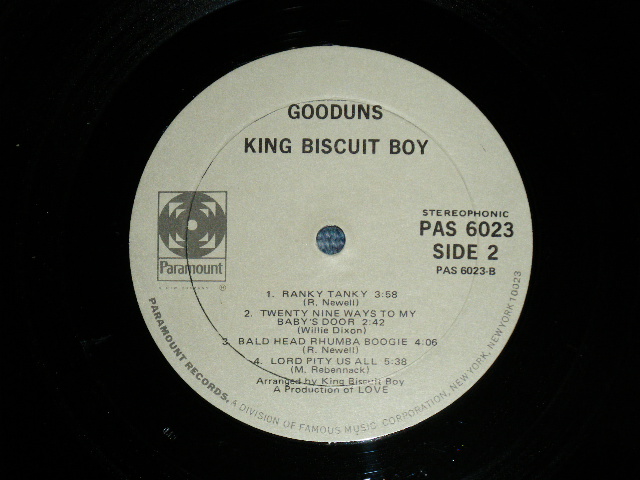 GOODUNS
KING BISCUIT BOY
STEREOPHONIC
PAS 6023
SIDE 2
PAS 6023-B
Paramount
1. RANKY TANKY 3:58
(R. Newell)
2. TWENTY NINE WAYS TO MY
BABY'S DOOR 2:42
(Willie Dixon)
3. BALD HEAD RHUMBA BOOGIE 4:06
(R. Newell)
4. LORD PITY US ALL 5:38
(M. Rebennack)
Arranged by King Biscuit Boy
A Production of LOVE
PARAMOUNT RECORDS, A DIVISION OF FAMOUS MUSIC CORPORATION, NEW YORK, NEW YORK 10023